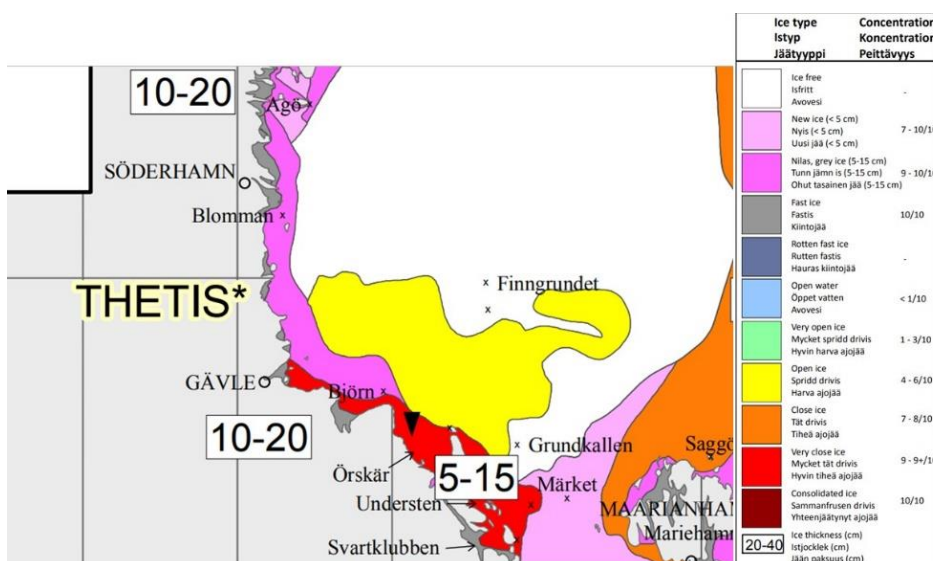 10-20
Agö
SÖDERHAMN
Blomman
THETIS*
Finngrundet
GÄVLE
Björn
10-20
Grundkallen
Saggö
Örskär
5-15
Märket
Understen
MAARIANHAM
Marieham
Svartklubben
Ice type Concentration
Istyp Koncentration
Jäätyyppi Peittävyys
Ice free
Isfritt -
Avovesi
New ice (< 5 cm)
Nyis (< 5 cm) 7 - 10/10
Uusi jää (< 5 cm)
Nilas, grey ice (5-15 cm)
Tunn jämn is (5-15 cm) 9 - 10/10
Ohut tasainen jää (5-15 cm)
Fast ice
Fastis 10/10
Kiintojää
Rotten fast ice
Rutten fastis -
Hauras kiintojää
Open water
Öppet vatten < 1/10
Avovesi
Very open ice
Mycket spridd drivis 1 - 3/10
Hyvin harva ajojää
Open ice
Spridd drivis 4 - 6/10
Harva ajojää
Close ice
Tät drivis 7 - 8/10
Tiheä ajojää
Very close ice
Mycket tät drivis 9 - 9+/10
Hyvin tiheä ajojää
Consolidated ice
Sammanfrusen drivis 10/10
Yhteenjäätynyt ajojää
20-40
Ice thickness (cm)
Istjocklek (cm)
Jään paksuus (cm)